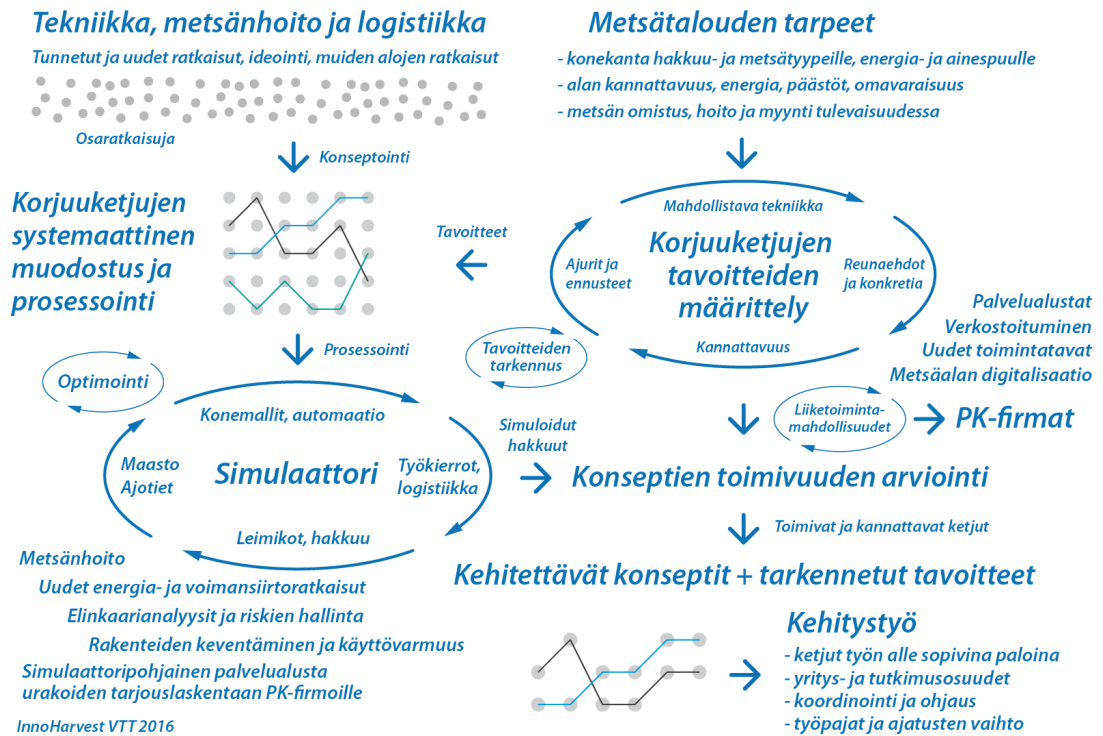 Tekniikka, metsänhoito ja logistiikka
Tunnetut ja uudet ratkaisut, ideointi, muiden alojen ratkaisut
Osaratkaisuja
Konseptointi
Korjuuketjujen
systemaattinen
muodostus ja
prosessointi
Prosessointi
Metsätalouden tarpeet
- konekanta hakkuu- ja metsätyypeille, energia- ja ainespuulle
- alan kannattavuus, energia, päästöt, omavaraisuus
- metsän omistus, hoito ja myynti tulevaisuudessa
Mahdollistava tekniikka
Korjuuketjujen
tavoitteiden
määrittely
Ajurit ja
ennusteet
Reunaehdot
ja konkretia
Kannattavuus
Tavoitteet
Tavoitteiden
tarkennus
Palvelualustat
Verkostoituminen
Uudet toimintatavat
Metsäalan digitalisaatio
Liiketoiminta-
mahdollisuudet
PK-firmat
Optimointi
Konemallit, automaatio
Maasto
Ajotiet
Simulaattori
Työkierrot,
logistiikka
Leimikot, hakkuu
Simuloidut
hakkuut
Konseptien toimivuuden arviointi
Toimivat ja kannattavat ketjut
Kehitettävät konseptit + tarkennetut tavoitteet
Metsänhoito
Uudet energia- ja voimansiirtoratkaisut
Elinkaarianalyysit ja riskien hallinta
Rakenteiden keventäminen ja käyttövarmuus
Simulaattoripohjainen palvelualusta
urakoiden tarjouslaskentaan PK-firmoille
InnoHarvest VTT 2016
Kehitystyö
- ketjut työn alle sopivina paloina
- yritys- ja tutkimusosuudet
- koordinointi ja ohjaus
- työpajat ja ajatusten vaihto